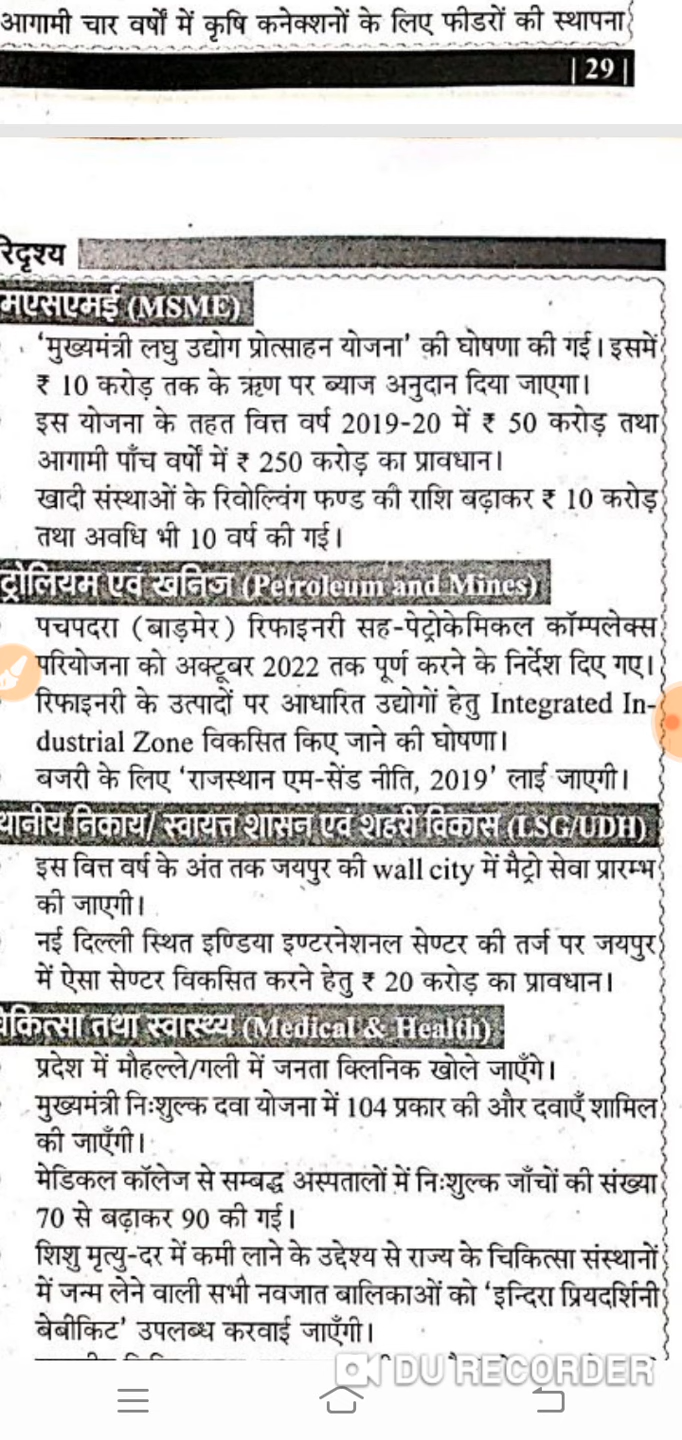 आगामी चार वर्षों में कृषि कनेक्शनों के लिए फीडरों की स्थापना
| 29 |
रिदृश्य
मएसएमई (MSME)
'मुख्यमंत्री लघु उद्योग प्रोत्साहन योजना' की घोषणा की गई। इसमें
₹ 10 करोड़ तक के ऋण पर ब्याज अनुदान दिया जाएगा।
इस योजना के तहत वित्त वर्ष 2019-20 में ₹ 50 करोड़ तथा
आगामी पाँच वर्षों में ₹ 250 करोड़ का प्रावधान।
खादी संस्थाओं के रिवोल्विंग फण्ड की राशि बढ़ाकर ₹ 10 करोड़
तथा अवधि भी 10 वर्ष की गई।
ट्रोलियम एवं खनिज (Petroleum and Mines)
पचपदरा (बाड़मेर) रिफाइनरी सह-पेट्रोकेमिकल कॉम्पलेक्स
परियोजना को अक्टूबर 2022 तक पूर्ण करने के निर्देश दिए गए।
रिफाइनरी के उत्पादों पर आधारित उद्योगों हेतु Integrated In-
dustrial Zone विकसित किए जाने की घोषणा।
बजरी के लिए 'राजस्थान एम-सेंड नीति, 2019' लाई जाएगी।
थानीय निकाय/ स्वायत्त शासन एवं शहरी विकास (LSG/UDH)
इस वित्त वर्ष के अंत तक जयपुर की wall city में मैट्रो सेवा प्रारम्भ
की जाएगी।
नई दिल्ली स्थित इण्डिया इण्टरनेशनल सेण्टर की तर्ज पर जयपुर
में ऐसा सेण्टर विकसित करने हेतु ₹ 20 करोड़ का प्रावधान।
चिकित्सा तथा स्वास्थ्य (Medical & Health)
प्रदेश में मौहल्ले/गली में जनता क्लिनिक खोले जाएँगे।
मुख्यमंत्री निःशुल्क दवा योजना में 104 प्रकार की और दवाएँ शामिल
की जाएँगी।
मेडिकल कॉलेज से सम्बद्ध अस्पतालों में निःशुल्क जाँचों की संख्या
70 से बढ़ाकर 90 की गई।
शिशु मृत्यु-दर में कमी लाने के उद्देश्य से राज्य के चिकित्सा संस्थानों
में जन्म लेने वाली सभी नवजात बालिकाओं को 'इन्दिरा प्रियदर्शिनी
बेबीकिट' उपलब्ध करवाई जाएँगी।
DU RECORDER